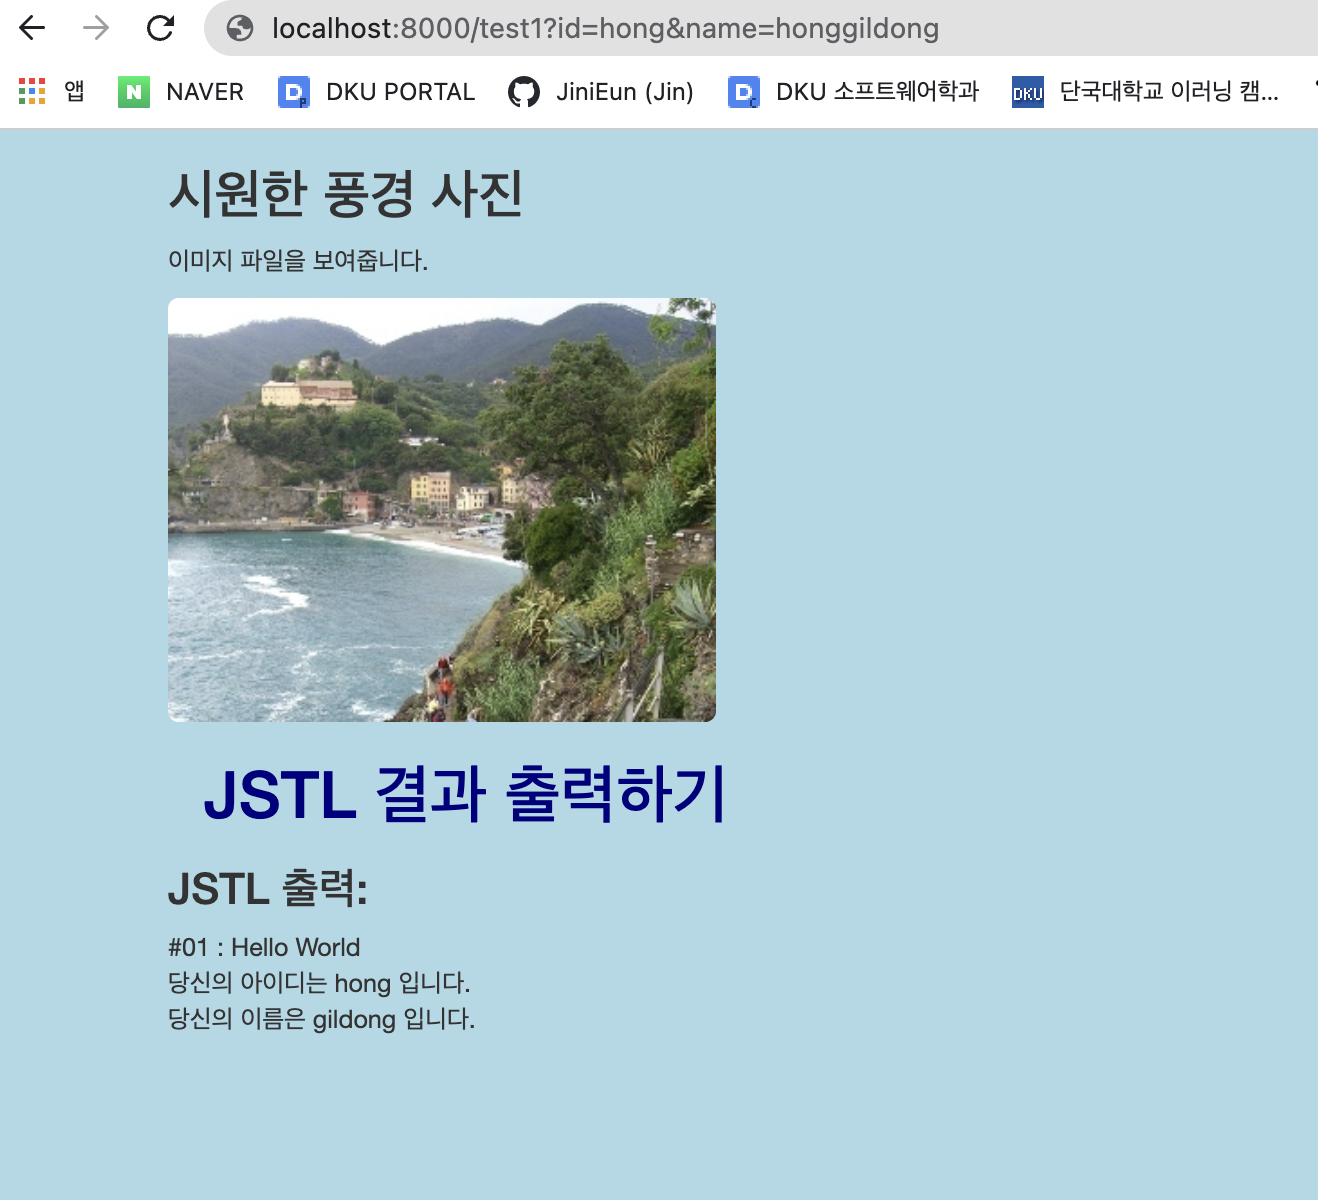 localhost:8000/test1?id=hong&name=honggildong
앱 NAVER DKU PORTAL JiniEun (Jin) DKU 소프트웨어학과 DKU 단국대학교 이러닝 캠...
시원한 풍경 사진
이미지 파일을 보여줍니다.
JSTL 결과 출력하기
JSTL 출력:
#01 : Hello World
당신의 아이디는 hong 입니다.
당신의 이름은 gildong 입니다.